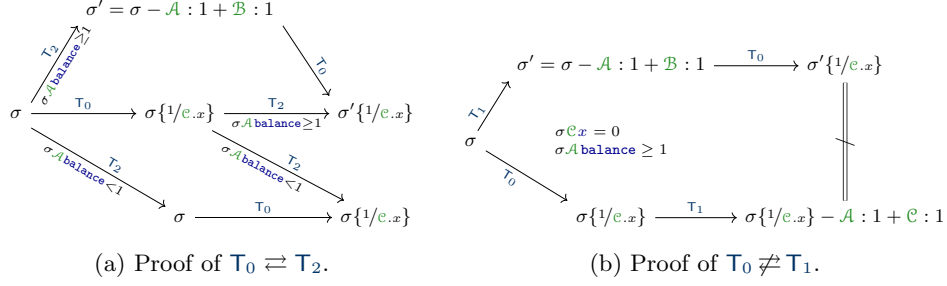 σ′ = σ − 𝒜 : 1 + ℬ : 1
T₂
σ𝒜balance≥1
T₀
σ
T₀
σ{1/𝒞.x}
T₂
σ𝒜balance≥1
σ′{1/𝒞.x}
T₂
σ𝒜balance<1
T₂
σ𝒜balance<1
σ
T₀
σ{1/𝒞.x}
(a) Proof of T₀ ⇄ T₂.
σ′ = σ − 𝒜 : 1 + ℬ : 1
T₀
σ′{1/𝒞.x}
T₁
σ
σ𝒞x = 0
σ𝒜balance ≥ 1
T₀
σ{1/𝒞.x}
T₁
σ{1/𝒞.x} − 𝒜 : 1 + 𝒞 : 1
(b) Proof of T₀ ⇄̸ T₁.